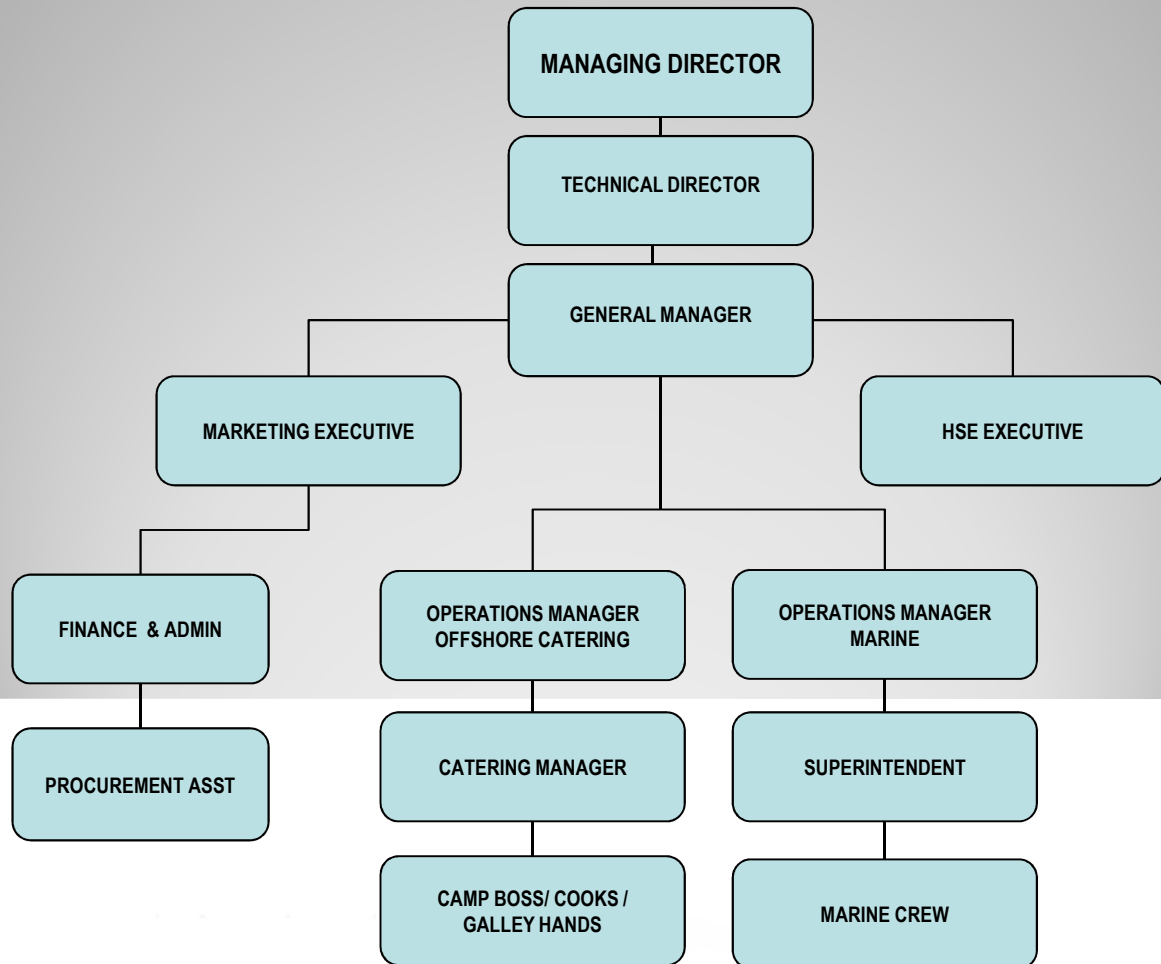 MANAGING DIRECTOR
TECHNICAL DIRECTOR
GENERAL MANAGER
MARKETING EXECUTIVE
HSE EXECUTIVE
FINANCE & ADMIN
OPERATIONS MANAGER
OFFSHORE CATERING
OPERATIONS MANAGER
MARINE
PROCUREMENT ASST
CATERING MANAGER
SUPERINTENDENT
CAMP BOSS/ COOKS /
GALLEY HANDS
MARINE CREW